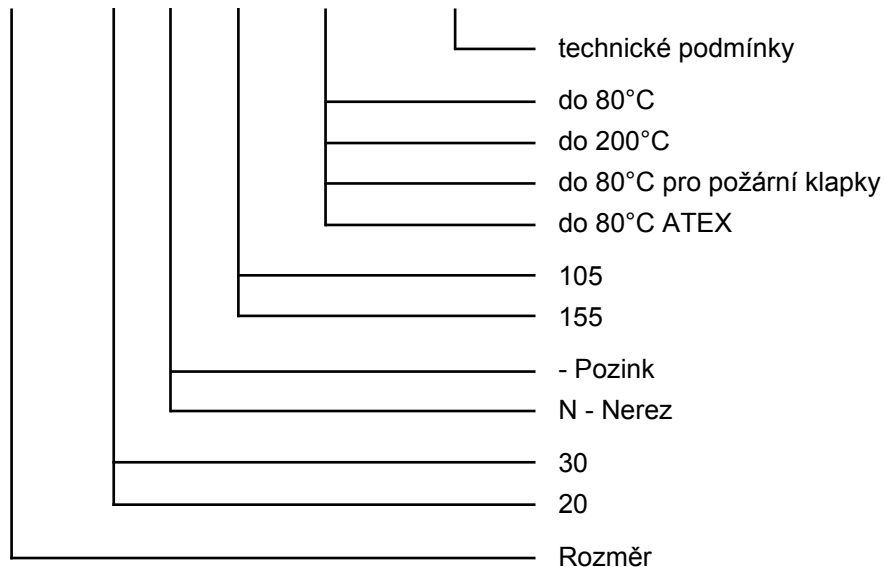 technické podmínky
do 80°C
do 200°C
do 80°C pro požární klapky
do 80°C ATEX
105
155
- Pozink
N - Nerez
30
20
Rozměr